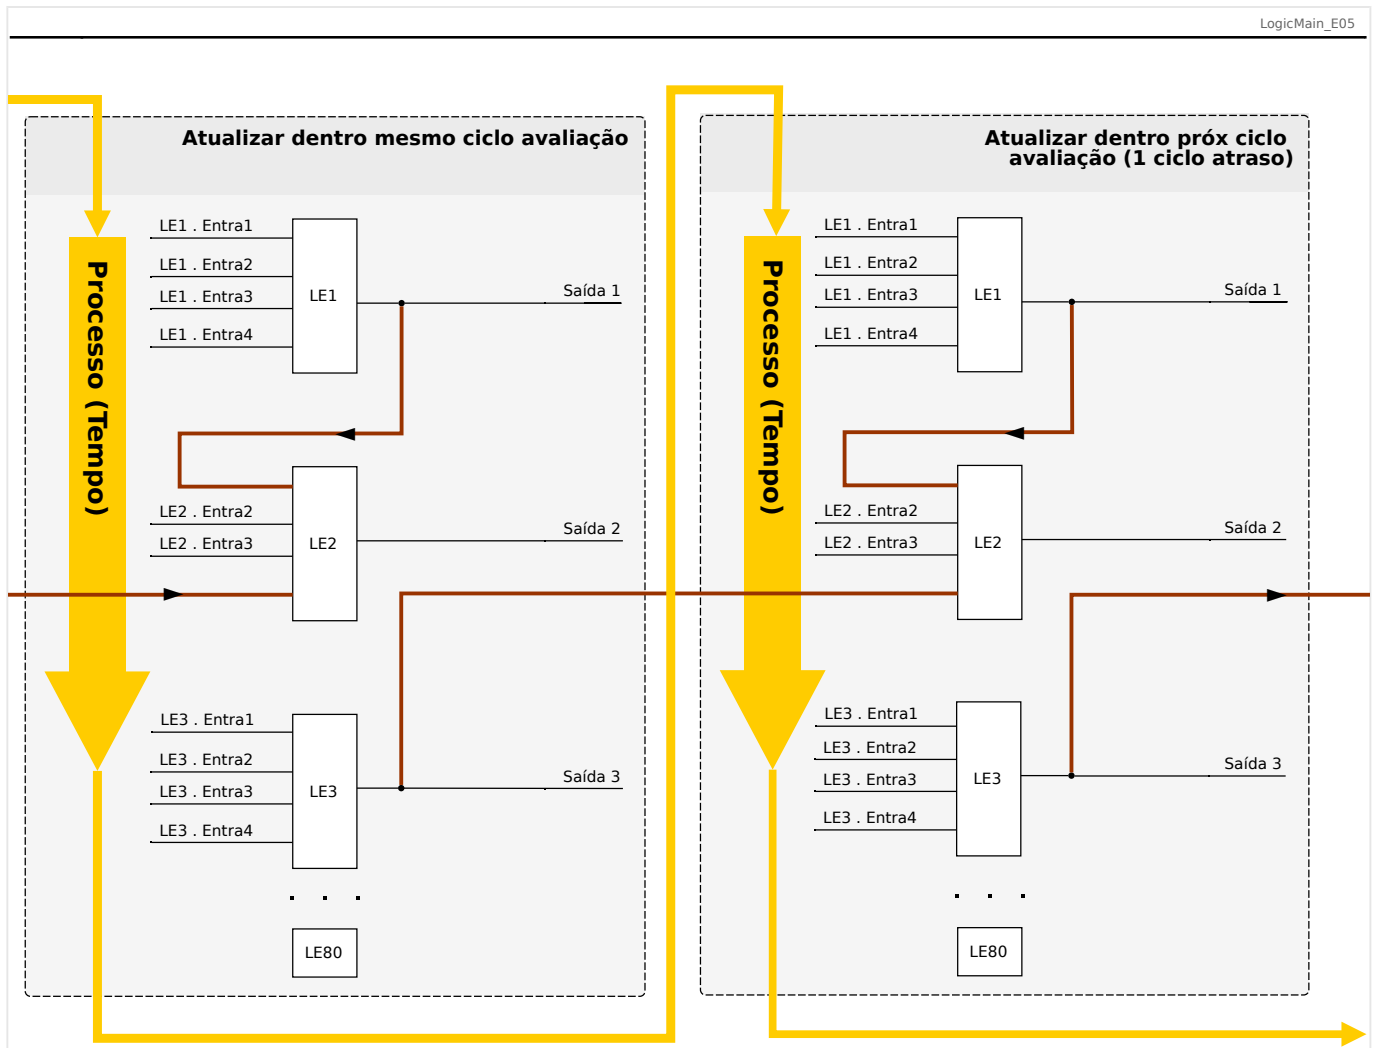 LogicMain_E05
Atualizar dentro mesmo ciclo avaliação
Processo (Tempo)
LE1 . Entra1
LE1 . Entra2
LE1 . Entra3
LE1 . Entra4
LE1
Saída 1
LE2 . Entra2
LE2 . Entra3
LE2
Saída 2
LE3 . Entra1
LE3 . Entra2
LE3 . Entra3
LE3 . Entra4
LE3
Saída 3
. . .
LE80
Atualizar dentro próx ciclo
avaliação (1 ciclo atraso)
Processo (Tempo)
LE1 . Entra1
LE1 . Entra2
LE1 . Entra3
LE1 . Entra4
LE1
Saída 1
LE2 . Entra2
LE2 . Entra3
LE2
Saída 2
LE3 . Entra1
LE3 . Entra2
LE3 . Entra3
LE3 . Entra4
LE3
Saída 3
. . .
LE80